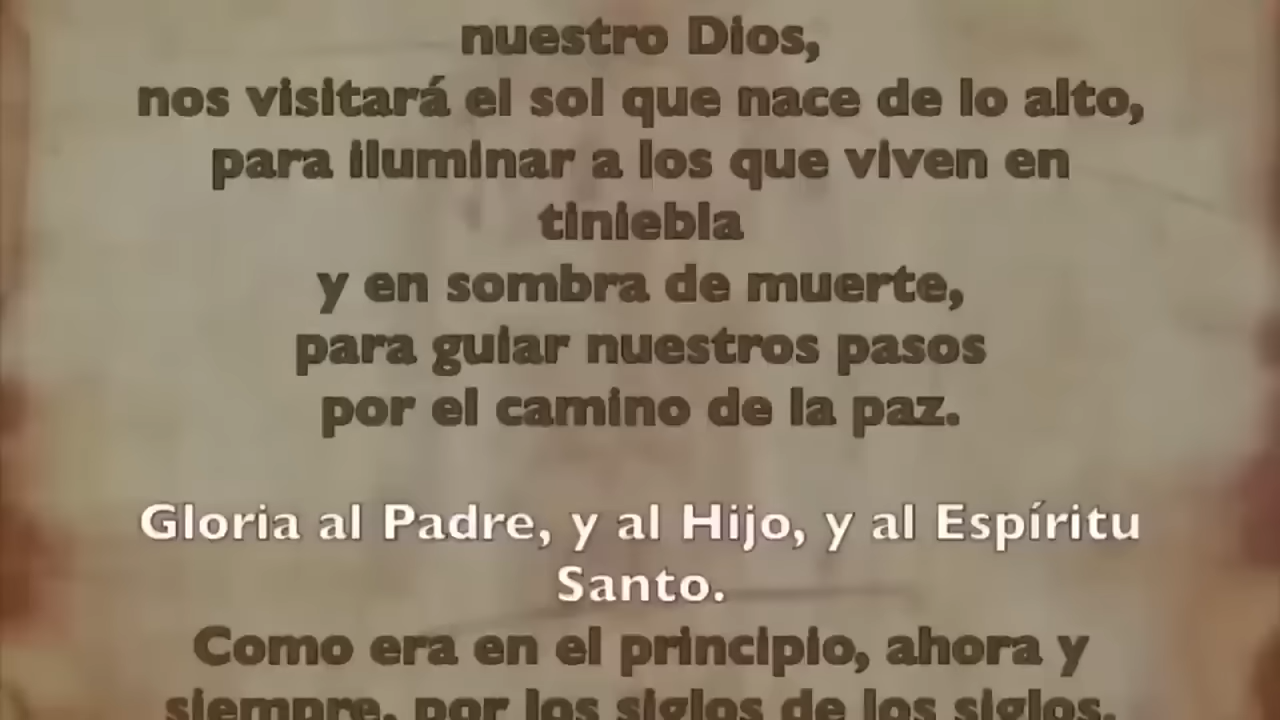 nuestro Dios,
nos visitará el sol que nace de lo alto,
para iluminar a los que viven en
tiniebla
y en sombra de muerte,
para guiar nuestros pasos
por el camino de la paz.
Gloria al Padre, y al Hijo, y al Espíritu
Santo.
Como era en el principio, ahora y
siempre, por los siglos de los siglos.